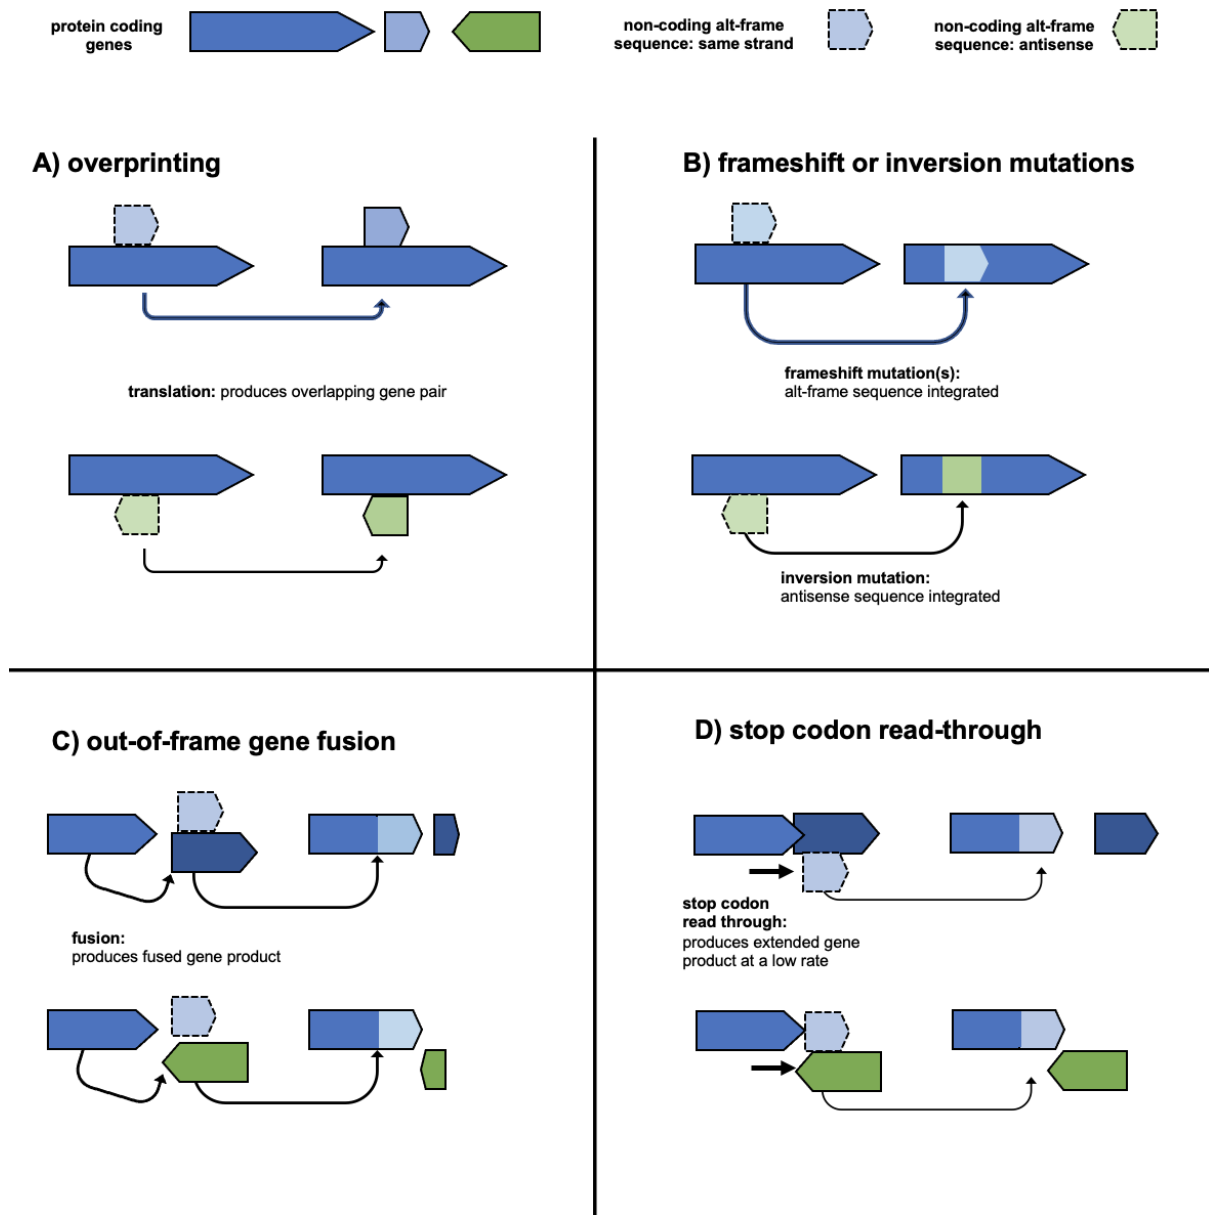 protein coding
genes
non-coding alt-frame
sequence: same strand
non-coding alt-frame
sequence: antisense
A) overprinting
translation: produces overlapping gene pair
B) frameshift or inversion mutations
frameshift mutation(s):
alt-frame sequence integrated
inversion mutation:
antisense sequence integrated
C) out-of-frame gene fusion
fusion:
produces fused gene product
D) stop codon read-through
stop codon
read through:
produces extended gene
product at a low rate